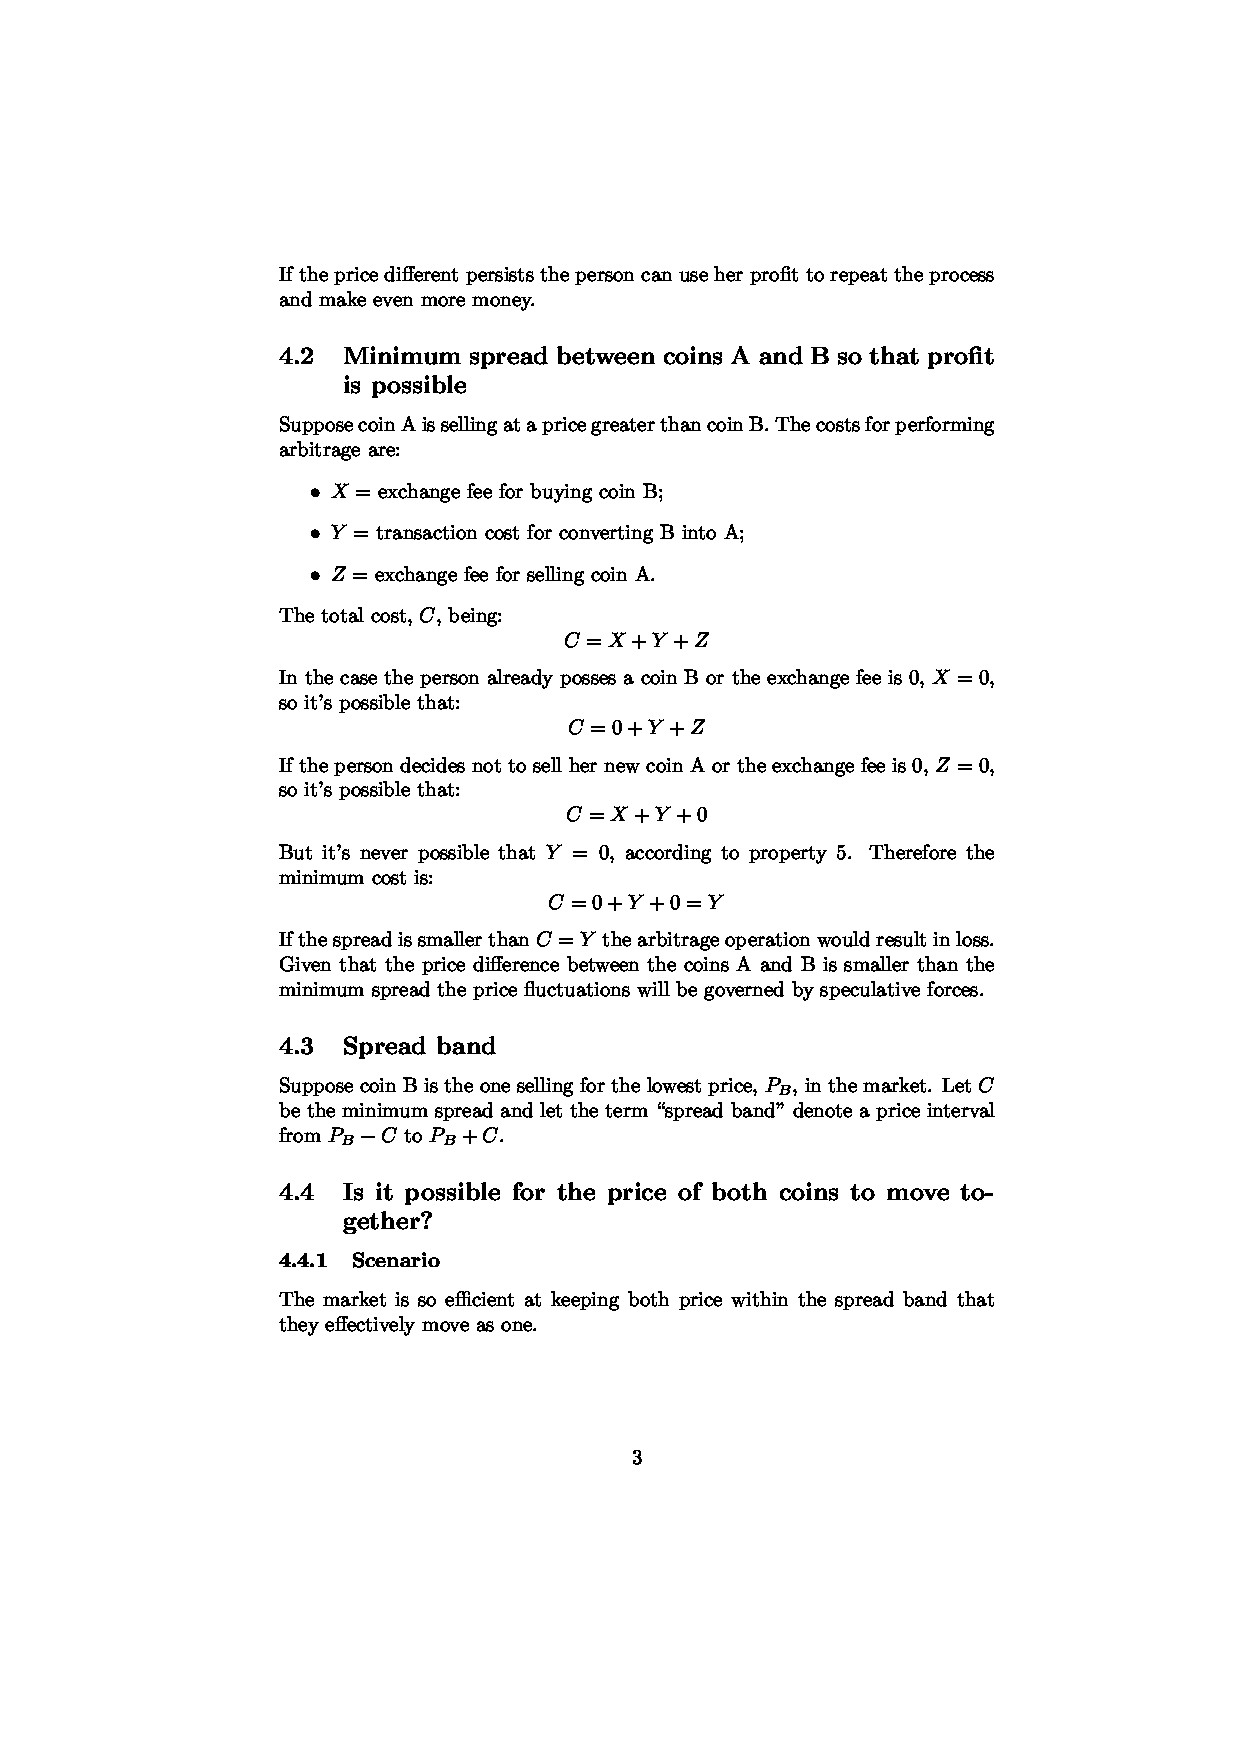 If the price different persists the person can use her profit to repeat the process
and make even more money.
4.2 Minimum spread between coins A and B so that profit
is possible
Suppose coin A is selling at a price greater than coin B. The costs for performing
arbitrage are:
• X = exchange fee for buying coin B;
• Y = transaction cost for converting B into A;
• Z = exchange fee for selling coin A.
The total cost, C, being:
C = X + Y + Z
In the case the person already posses a coin B or the exchange fee is 0, X = 0,
so it's possible that:
C = 0 + Y + Z
If the person decides not to sell her new coin A or the exchange fee is 0, Z = 0,
so it's possible that:
C = X + Y + 0
But it's never possible that Y = 0, according to property 5. Therefore the
minimum cost is:
C = 0 + Y + 0 = Y
If the spread is smaller than C = Y the arbitrage operation would result in loss.
Given that the price difference between the coins A and B is smaller than the
minimum spread the price fluctuations will be governed by speculative forces.
4.3 Spread band
Suppose coin B is the one selling for the lowest price, P_B, in the market. Let C
be the minimum spread and let the term “spread band” denote a price interval
from P_B − C to P_B + C.
4.4 Is it possible for the price of both coins to move to-
gether?
4.4.1 Scenario
The market is so efficient at keeping both price within the spread band that
they effectively move as one.
3